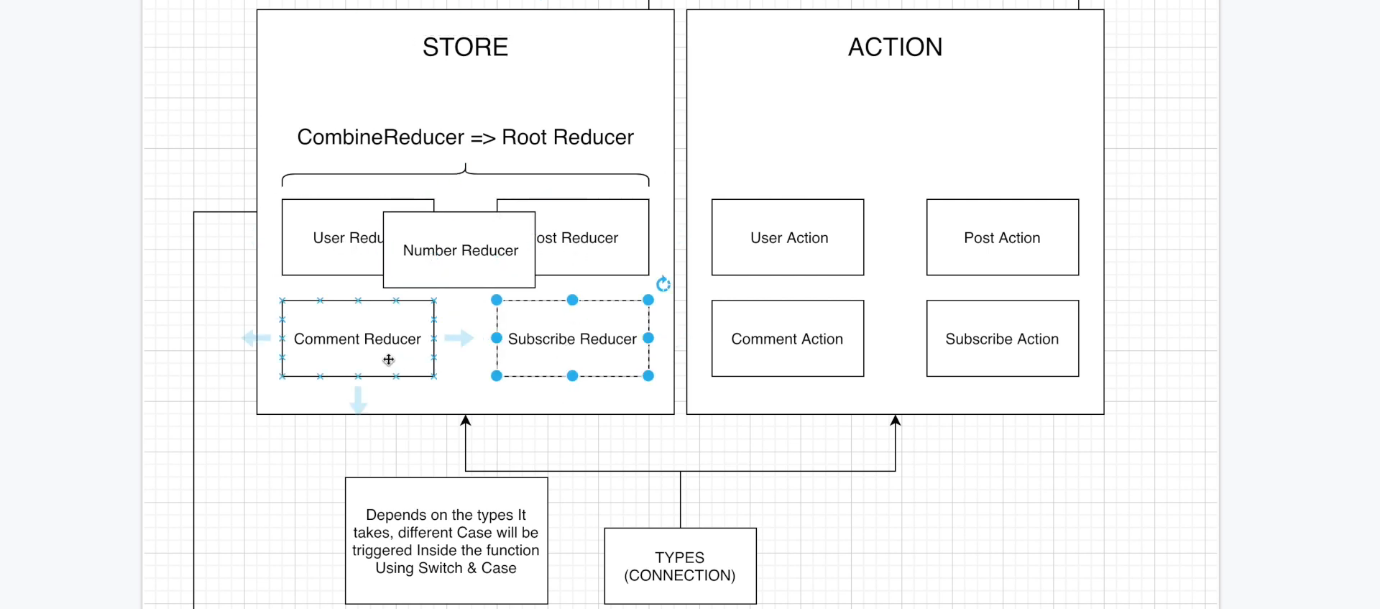 STORE
ACTION
CombineReducer => Root Reducer
User Redu
Number Reducer
ost Reducer
User Action
Post Action
Comment Reducer
Subscribe Reducer
Comment Action
Subscribe Action
Depends on the types It
takes, different Case will be
triggered Inside the function
Using Switch & Case
TYPES
(CONNECTION)